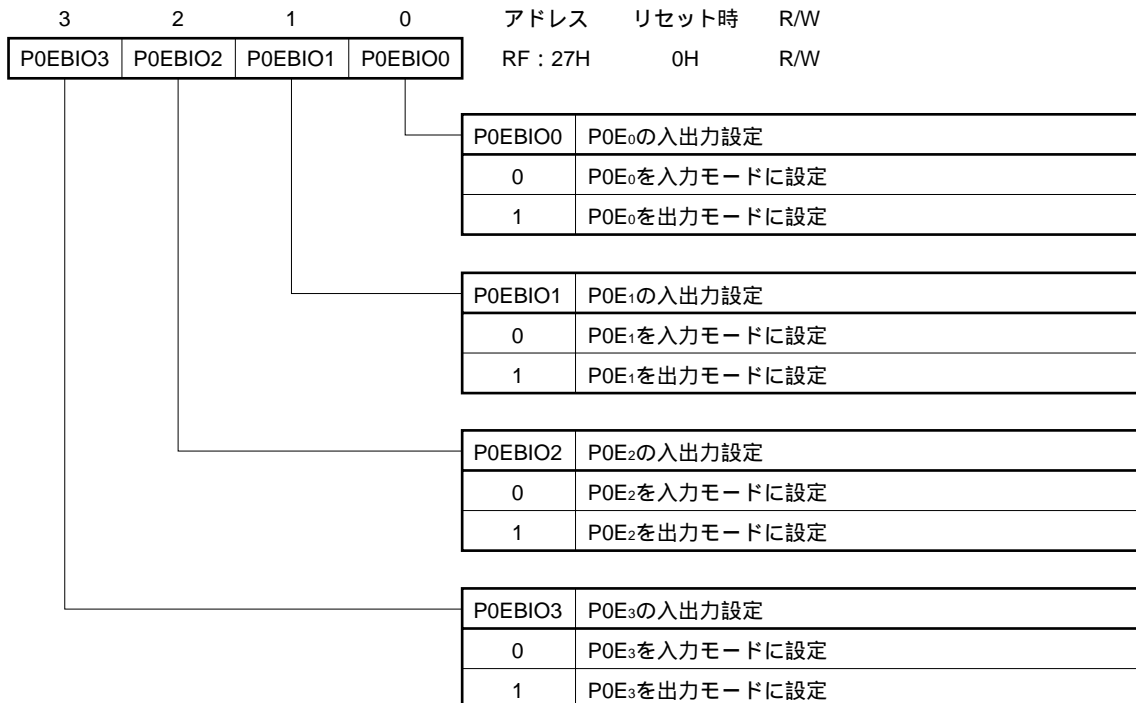 3 2 1 0 アドレス リセット時 R/W
P0EBIO3 P0EBIO2 P0EBIO1 P0EBIO0 RF：27H 0H R/W
P0EBIO0 P0E₀の入出力設定
0 P0E₀を入力モードに設定
1 P0E₀を出力モードに設定
P0EBIO1 P0E₁の入出力設定
0 P0E₁を入力モードに設定
1 P0E₁を出力モードに設定
P0EBIO2 P0E₂の入出力設定
0 P0E₂を入力モードに設定
1 P0E₂を出力モードに設定
P0EBIO3 P0E₃の入出力設定
0 P0E₃を入力モードに設定
1 P0E₃を出力モードに設定